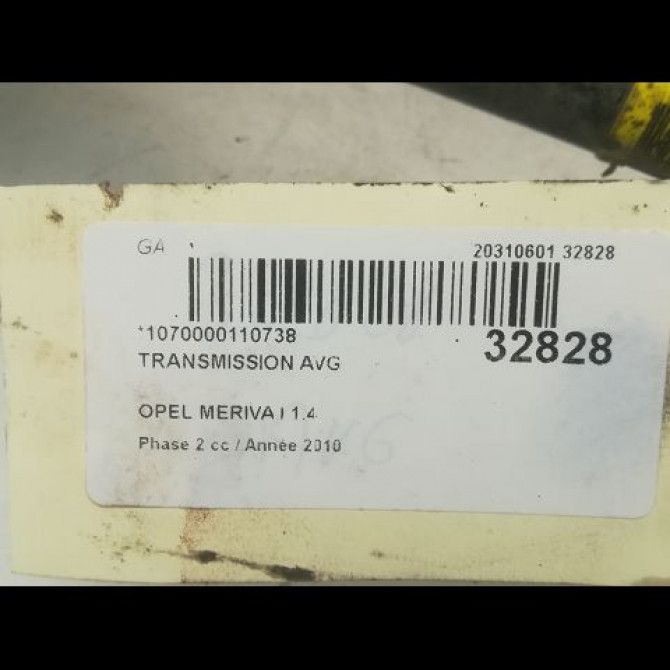 GA
20310601 32828
*1070000110738
32828
TRANSMISSION AVG
OPEL MERIVA I 1.4
Phase 2 cc / Année 2010